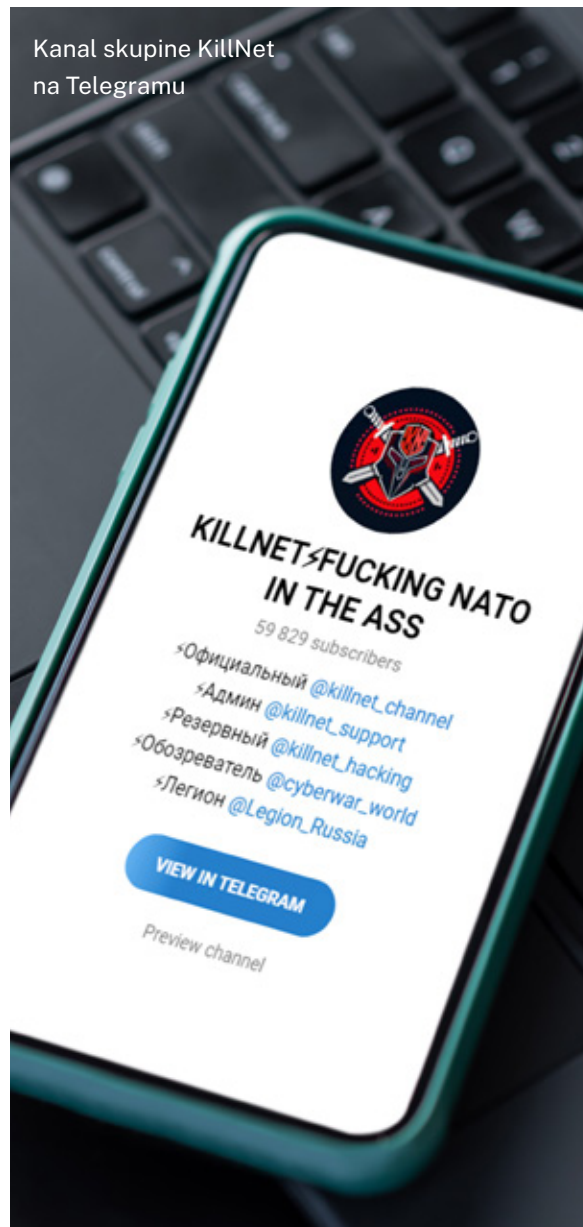 Kanal skupine KillNet
na Telegramu
KILLNET⚡FUCKING NATO
IN THE ASS
59 829 subscribers
⚡Официальный @killnet_channel
⚡Админ @killnet_support
⚡Резервный @killnet_hacking
⚡Обозреватель @cyberwar_world
⚡Легион @Legion_Russia
VIEW IN TELEGRAM
Preview channel